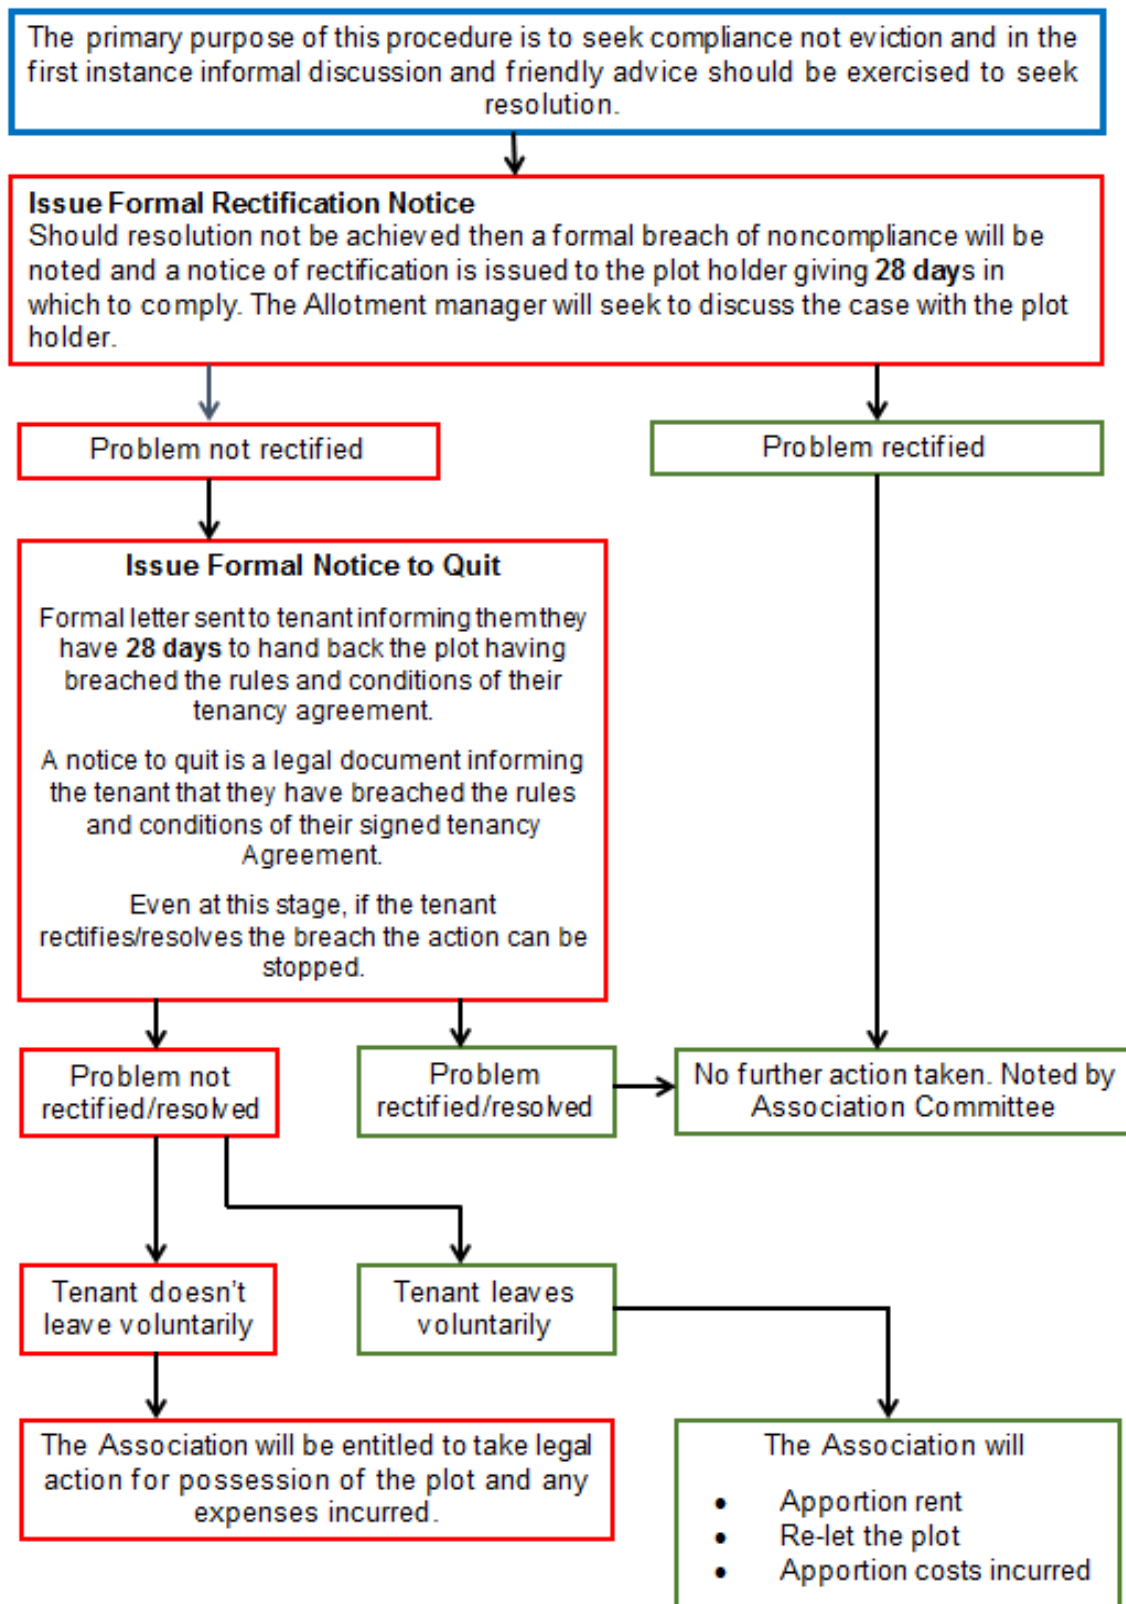 The primary purpose of this procedure is to seek compliance not eviction and in the
first instance informal discussion and friendly advice should be exercised to seek
resolution.
Issue Formal Rectification Notice
Should resolution not be achieved then a formal breach of noncompliance will be
noted and a notice of rectification is issued to the plot holder giving 28 days in
which to comply. The Allotment manager will seek to discuss the case with the plot
holder.
Problem not rectified
Problem rectified
Issue Formal Notice to Quit
Formal letter sent to tenant informing them they
have 28 days to hand back the plot having
breached the rules and conditions of their
tenancy agreement.
A notice to quit is a legal document informing
the tenant that they have breached the rules
and conditions of their signed tenancy
Agreement.
Even at this stage, if the tenant
rectifies/resolves the breach the action can be
stopped.
Problem not
rectified/resolved
Problem
rectified/resolved
No further action taken. Noted by
Association Committee
Tenant doesn't
leave voluntarily
Tenant leaves
voluntarily
The Association will be entitled to take legal
action for possession of the plot and any
expenses incurred.
The Association will
• Apportion rent
• Re-let the plot
• Apportion costs incurred